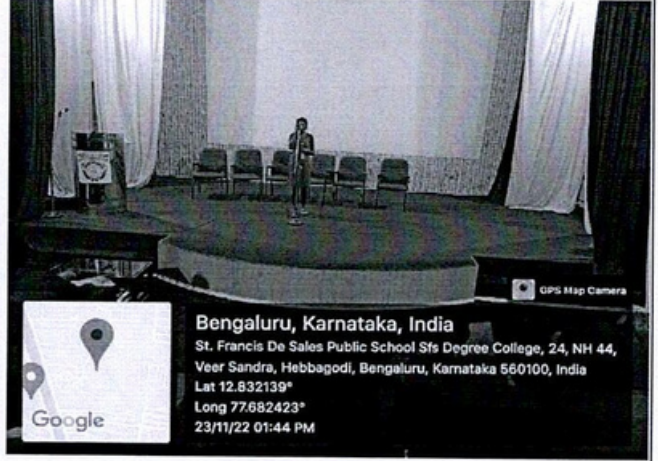 GPS Map Camera
Bengaluru, Karnataka, India
St. Francis De Sales Public School Sfs Degree College, 24, NH 44,
Veer Sandra, Hebbagodi, Bengaluru, Karnataka 560100, India
Lat 12.832139°
Long 77.682423°
23/11/22 01:44 PM
Google